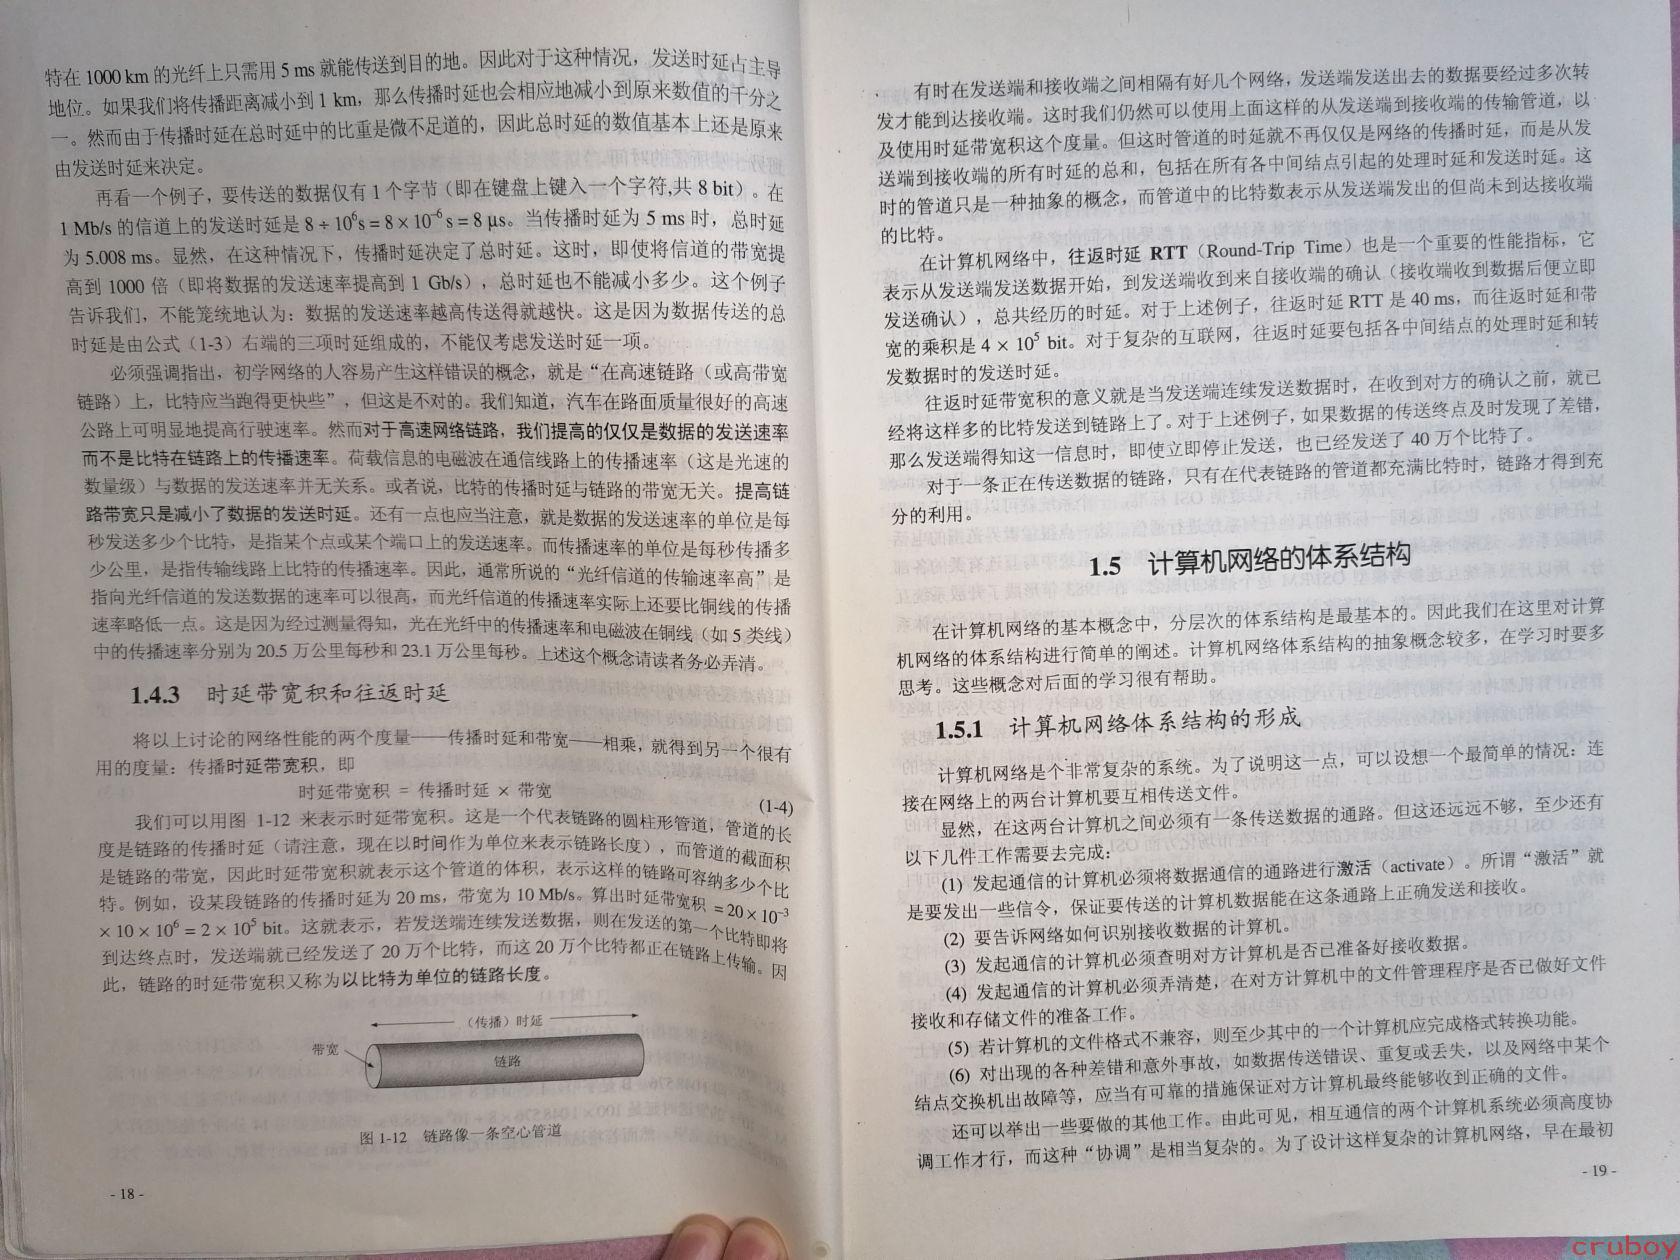 特在 1000 km 的光纤上只需用 5 ms 就能传送到目的地。因此对于这种情况，发送时延占主导
地位。如果我们将传播距离减小到 1 km，那么传播时延也会相应地减小到原来数值的千分之
一。然而由于传播时延在总时延中的比重是微不足道的，因此总时延的数值基本上还是原来
由发送时延来决定。
再看一个例子，要传送的数据仅有 1 个字节（即在键盘上键入一个字符,共 8 bit）。在
1 Mb/s 的信道上的发送时延是 8 ÷ 10⁶s = 8 × 10⁻⁶ s = 8 μs。当传播时延为 5 ms 时，总时延
为 5.008 ms。显然，在这种情况下，传播时延决定了总时延。这时，即使将信道的带宽提
高到 1000 倍（即将数据的发送速率提高到 1 Gb/s），总时延也不能减小多少。这个例子
告诉我们，不能笼统地认为：数据的发送速率越高传送得就越快。这是因为数据传送的总
时延是由公式（1-3）右端的三项时延组成的，不能仅考虑发送时延一项。
必须强调指出，初学网络的人容易产生这样错误的概念，就是“在高速链路（或高带宽
链路）上，比特应当跑得更快些”，但这是不对的。我们知道，汽车在路面质量很好的高速
公路上可明显地提高行驶速率。然而对于高速网络链路，我们提高的仅仅是数据的发送速率
而不是比特在链路上的传播速率。荷载信息的电磁波在通信线路上的传播速率（这是光速的
数量级）与数据的发送速率并无关系。或者说，比特的传播时延与链路的带宽无关。提高链
路带宽只是减小了数据的发送时延。还有一点也应当注意，就是数据的发送速率的单位是每
秒发送多少个比特，是指某个点或某个端口上的发送速率。而传播速率的单位是每秒传播多
少公里，是指传输线路上比特的传播速率。因此，通常所说的“光纤信道的传输速率高”是
指向光纤信道的发送数据的速率可以很高，而光纤信道的传播速率实际上还要比铜线的传播
速率略低一点。这是因为经过测量得知，光在光纤中的传播速率和电磁波在铜线（如 5 类线）
中的传播速率分别为 20.5 万公里每秒和 23.1 万公里每秒。上述这个概念请读者务必弄清。
1.4.3 时延带宽积和往返时延
将以上讨论的网络性能的两个度量——传播时延和带宽——相乘，就得到另一个很有
用的度量：传播时延带宽积，即
时延带宽积 = 传播时延 × 带宽 (1-4)
我们可以用图 1-12 来表示时延带宽积。这是一个代表链路的圆柱形管道，管道的长
度是链路的传播时延（请注意，现在以时间作为单位来表示链路长度），而管道的截面积
是链路的带宽，因此时延带宽积就表示这个管道的体积，表示这样的链路可容纳多少个比
特。例如，设某段链路的传播时延为 20 ms，带宽为 10 Mb/s。算出时延带宽积 = 20 × 10⁻³
× 10 × 10⁶ = 2 × 10⁵ bit。这就表示，若发送端连续发送数据，则在发送的第一个比特即将
到达终点时，发送端就已经发送了 20 万个比特，而这 20 万个比特都正在链路上传输。因
此，链路的时延带宽积又称为以比特为单位的链路长度。
（传播）时延
带宽
链路
图 1-12 链路像一条空心管道
- 18 -
有时在发送端和接收端之间相隔有好几个网络，发送端发送出去的数据要经过多次转
发才能到达接收端。这时我们仍然可以使用上面这样的从发送端到接收端的传输管道，以
及使用时延带宽积这个度量。但这时管道的时延就不再仅仅是网络的传播时延，而是从发
送端到接收端的所有时延的总和，包括在所有各中间结点引起的处理时延和发送时延。这
时的管道只是一种抽象的概念，而管道中的比特数表示从发送端发出的但尚未到达接收端
的比特。
在计算机网络中，往返时延 RTT（Round-Trip Time）也是一个重要的性能指标，它
表示从发送端发送数据开始，到发送端收到来自接收端的确认（接收端收到数据后便立即
发送确认），总共经历的时延。对于上述例子，往返时延 RTT 是 40 ms，而往返时延和带
宽的乘积是 4 × 10⁵ bit。对于复杂的互联网，往返时延要包括各中间结点的处理时延和转
发数据时的发送时延。
往返时延带宽积的意义就是当发送端连续发送数据时，在收到对方的确认之前，就已
经将这样多的比特发送到链路上了。对于上述例子，如果数据的传送终点及时发现了差错，
那么发送端得知这一信息时，即使立即停止发送，也已经发送了 40 万个比特了。
对于一条正在传送数据的链路，只有在代表链路的管道都充满比特时，链路才得到充
分的利用。
1.5 计算机网络的体系结构
在计算机网络的基本概念中，分层次的体系结构是最基本的。因此我们在这里对计算
机网络的体系结构进行简单的阐述。计算机网络体系结构的抽象概念较多，在学习时要多
思考。这些概念对后面的学习很有帮助。
1.5.1 计算机网络体系结构的形成
计算机网络是个非常复杂的系统。为了说明这一点，可以设想一个最简单的情况：连
接在网络上的两台计算机要互相传送文件。
显然，在这两台计算机之间必须有一条传送数据的通路。但这还远远不够，至少还有
以下几件工作需要去完成：
(1) 发起通信的计算机必须将数据通信的通路进行激活（activate）。所谓“激活”就
是要发出一些信令，保证要传送的计算机数据能在这条通路上正确发送和接收。
(2) 要告诉网络如何识别接收数据的计算机。
(3) 发起通信的计算机必须查明对方计算机是否已准备好接收数据。
(4) 发起通信的计算机必须弄清楚，在对方计算机中的文件管理程序是否已做好文件
接收和存储文件的准备工作。
(5) 若计算机的文件格式不兼容，则至少其中的一个计算机应完成格式转换功能。
(6) 对出现的各种差错和意外事故，如数据传送错误、重复或丢失，以及网络中某个
结点交换机出故障等，应当有可靠的措施保证对方计算机最终能够收到正确的文件。
还可以举出一些要做的其他工作。由此可见，相互通信的两个计算机系统必须高度协
调工作才行，而这种“协调”是相当复杂的。为了设计这样复杂的计算机网络，早在最初
- 19 -
cruboy